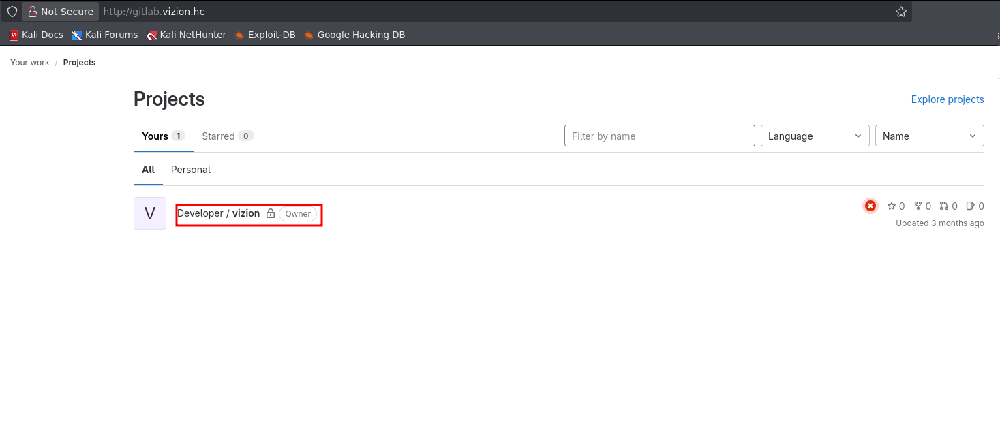 Not Secure http://gitlab.vizion.hc
Kali Docs Kali Forums Kali NetHunter Exploit-DB Google Hacking DB
Your work / Projects
Projects
Explore projects
Yours 1 Starred 0
Filter by name Language Name
All Personal
V Developer / vizion Owner
0 0 0 0
Updated 3 months ago